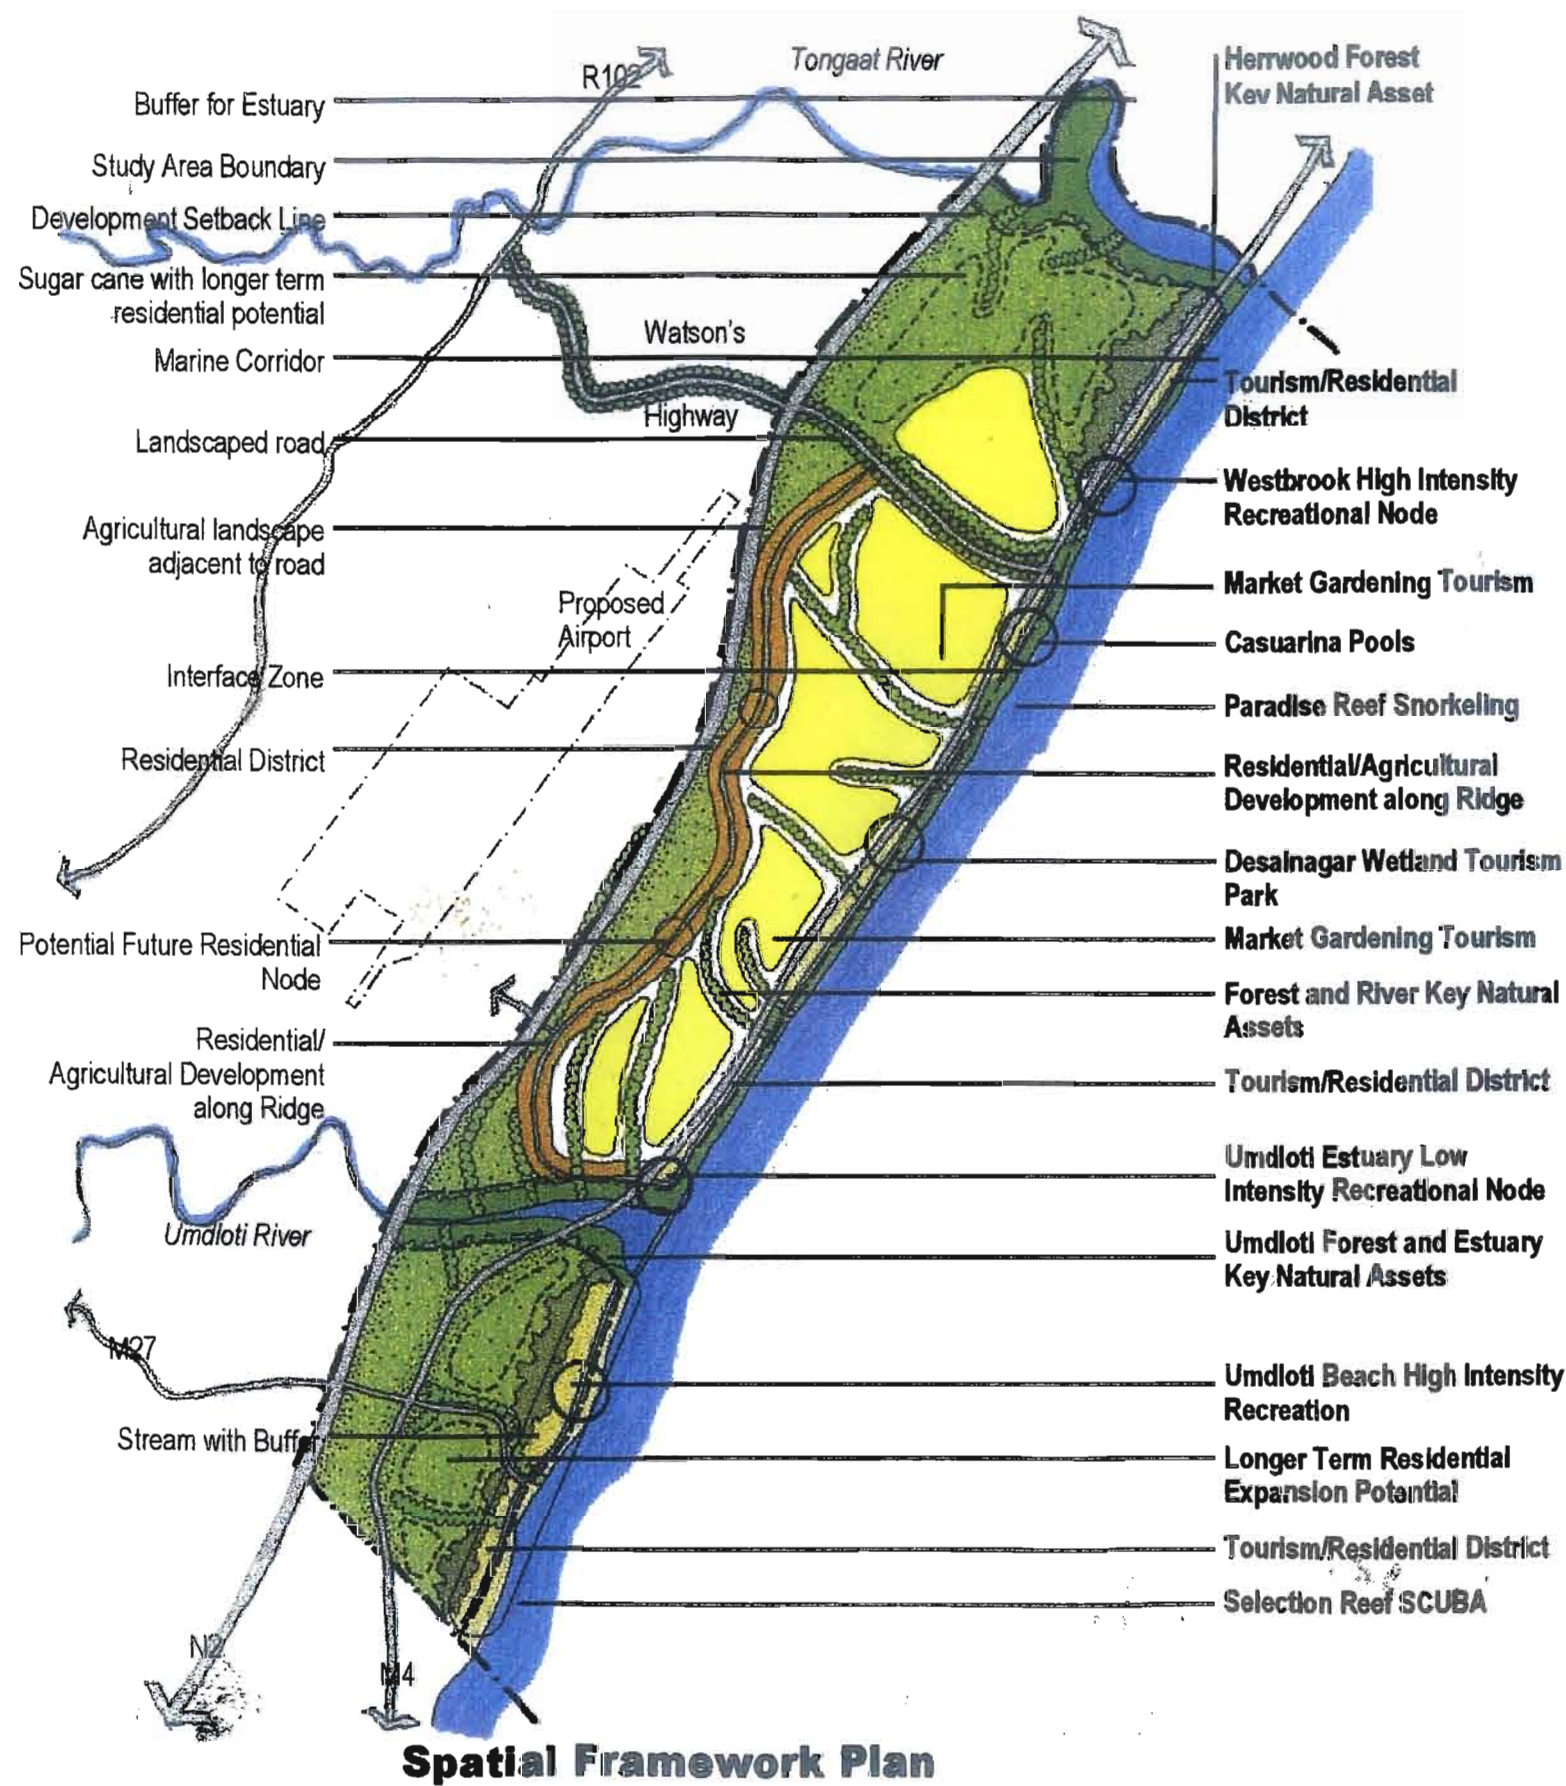 Tongaat River
R102
Herrwood Forest
Kev Natural Asset
Buffer for Estuary
Study Area Boundary
Development Setback Line
Sugar cane with longer term
residential potential
Watson's
Marine Corridor
Tourism/Residential
District
Highway
Landscaped road
Westbrook High Intensity
Recreational Node
Agricultural landscape
adjacent to road
Market Gardening Tourism
Proposed
Airport
Casuarina Pools
Interface Zone
Paradise Reef Snorkeling
Residential District
Residential/Agricultural
Development along Ridge
Desainagar Wetland Tourism
Park
Potential Future Residential
Node
Market Gardening Tourism
Forest and River Key Natural
Assets
Residential/
Agricultural Development
along Ridge
Tourism/Residential District
Umdloti Estuary Low
Intensity Recreational Node
Umdloti River
Umdloti Forest and Estuary
Key Natural Assets
M27
Umdloti Beach High Intensity
Recreation
Stream with Buffer
Longer Term Residential
Expansion Potential
Tourism/Residential District
Selection Reef SCUBA
N2
M4
Spatial Framework Plan